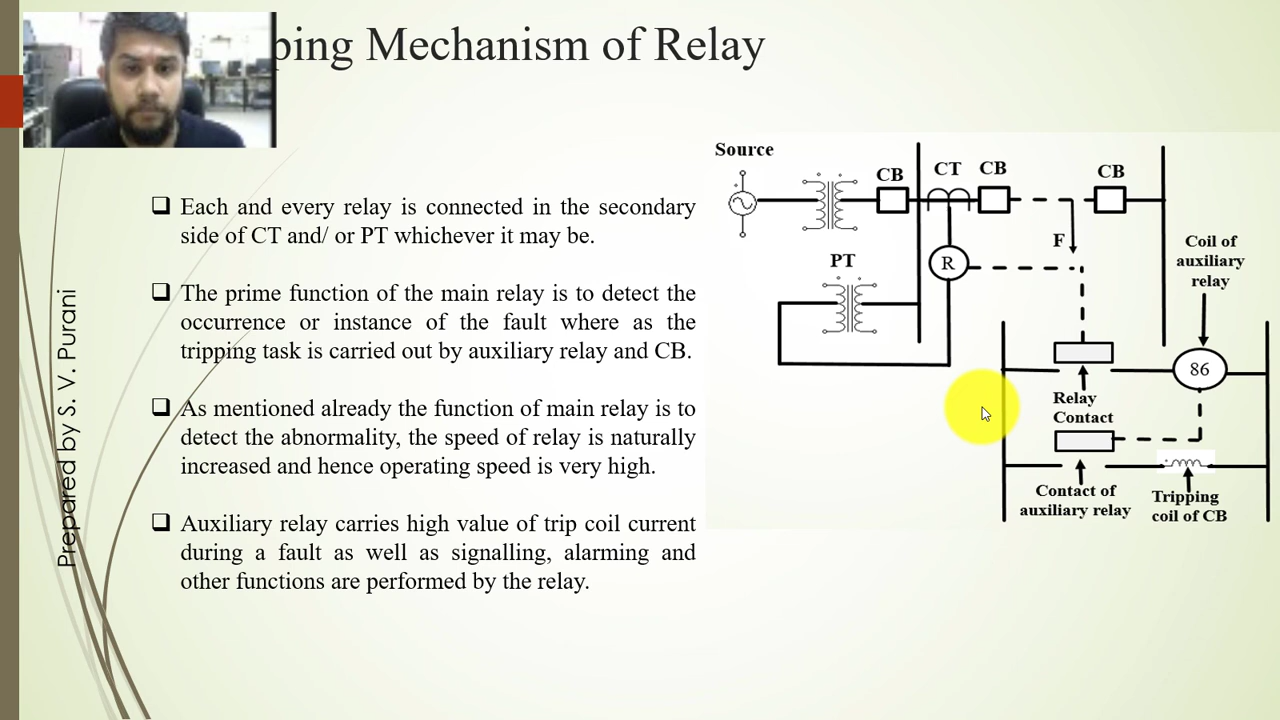 ping Mechanism of Relay
Each and every relay is connected in the secondary
side of CT and/ or PT whichever it may be.
The prime function of the main relay is to detect the
occurrence or instance of the fault where as the
tripping task is carried out by auxiliary relay and CB.
As mentioned already the function of main relay is to
detect the abnormality, the speed of relay is naturally
increased and hence operating speed is very high.
Auxiliary relay carries high value of trip coil current
during a fault as well as signalling, alarming and
other functions are performed by the relay.
Prepared by S. V. Purani
Source
CB
CT
CB
CB
PT
R
F
Coil of
auxiliary
relay
86
Relay
Contact
Contact of
auxiliary relay
Tripping
coil of CB